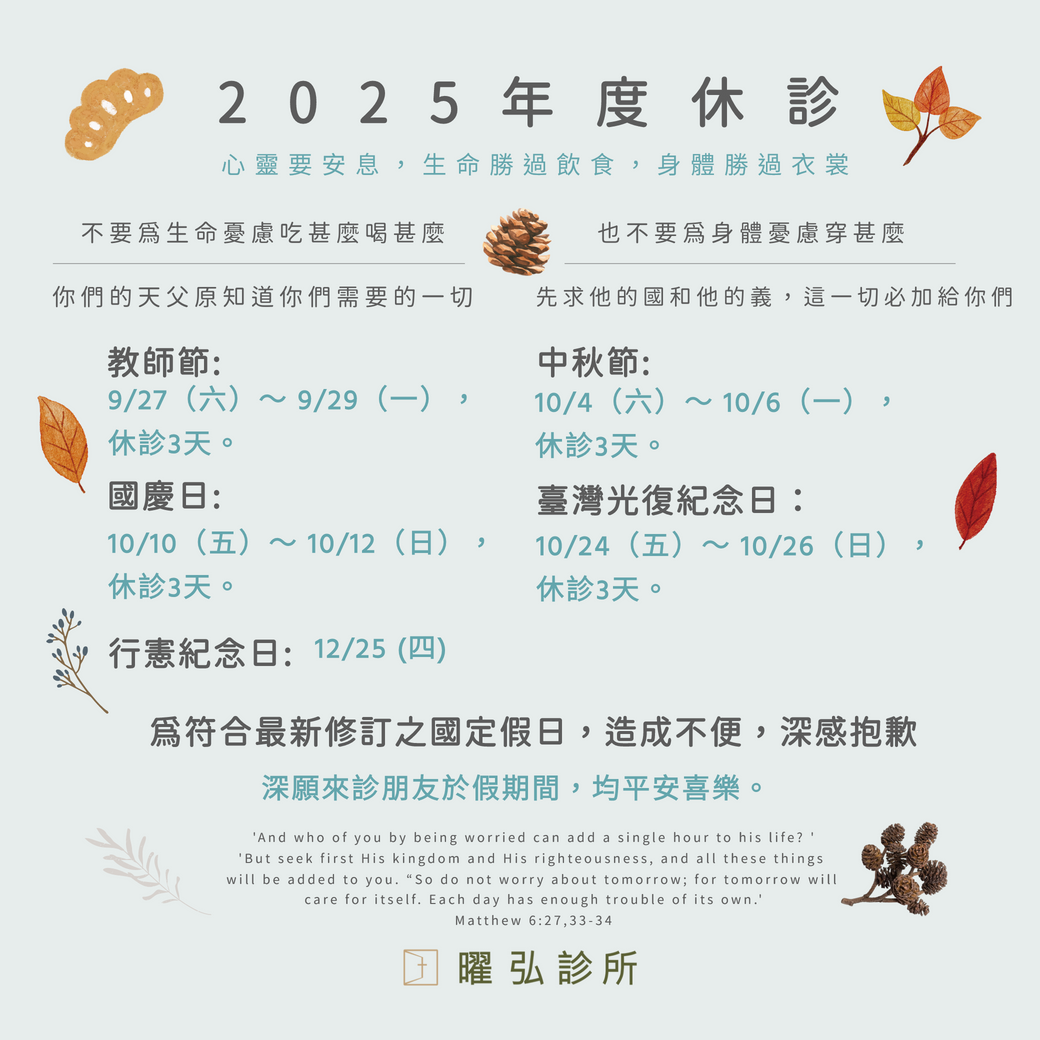 2025年度休診
心靈要安息，生命勝過飲食，身體勝過衣裳
不要爲生命憂慮吃甚麼喝甚麼
也不要爲身體憂慮穿甚麼
你們的天父原知道你們需要的一切
先求他的國和他的義，這一切必加給你們
教師節:
9/27（六）～ 9/29（一），
休診3天。
中秋節:
10/4（六）～ 10/6（一），
休診3天。
國慶日:
10/10（五）～ 10/12（日），
休診3天。
臺灣光復紀念日：
10/24（五）～ 10/26（日），
休診3天。
行憲紀念日: 12/25 (四)
爲符合最新修訂之國定假日，造成不便，深感抱歉
深願來診朋友於假期間，均平安喜樂。
'And who of you by being worried can add a single hour to his life? '
'But seek first His kingdom and His righteousness, and all these things
will be added to you. “So do not worry about tomorrow; for tomorrow will
care for itself. Each day has enough trouble of its own.'
Matthew 6:27,33-34
曜弘診所